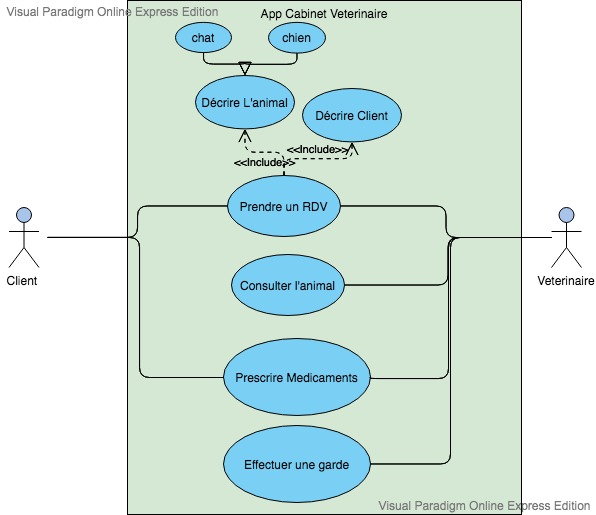 Visual Paradigm Online Express Edition
App Cabinet Veterinaire
chat
chien
Décrire L'animal
Décrire Client
<<Include>>
<<Include>>
Prendre un RDV
Client
Veterinaire
Consulter l'animal
Prescrire Medicaments
Effectuer une garde
Visual Paradigm Online Express Edition